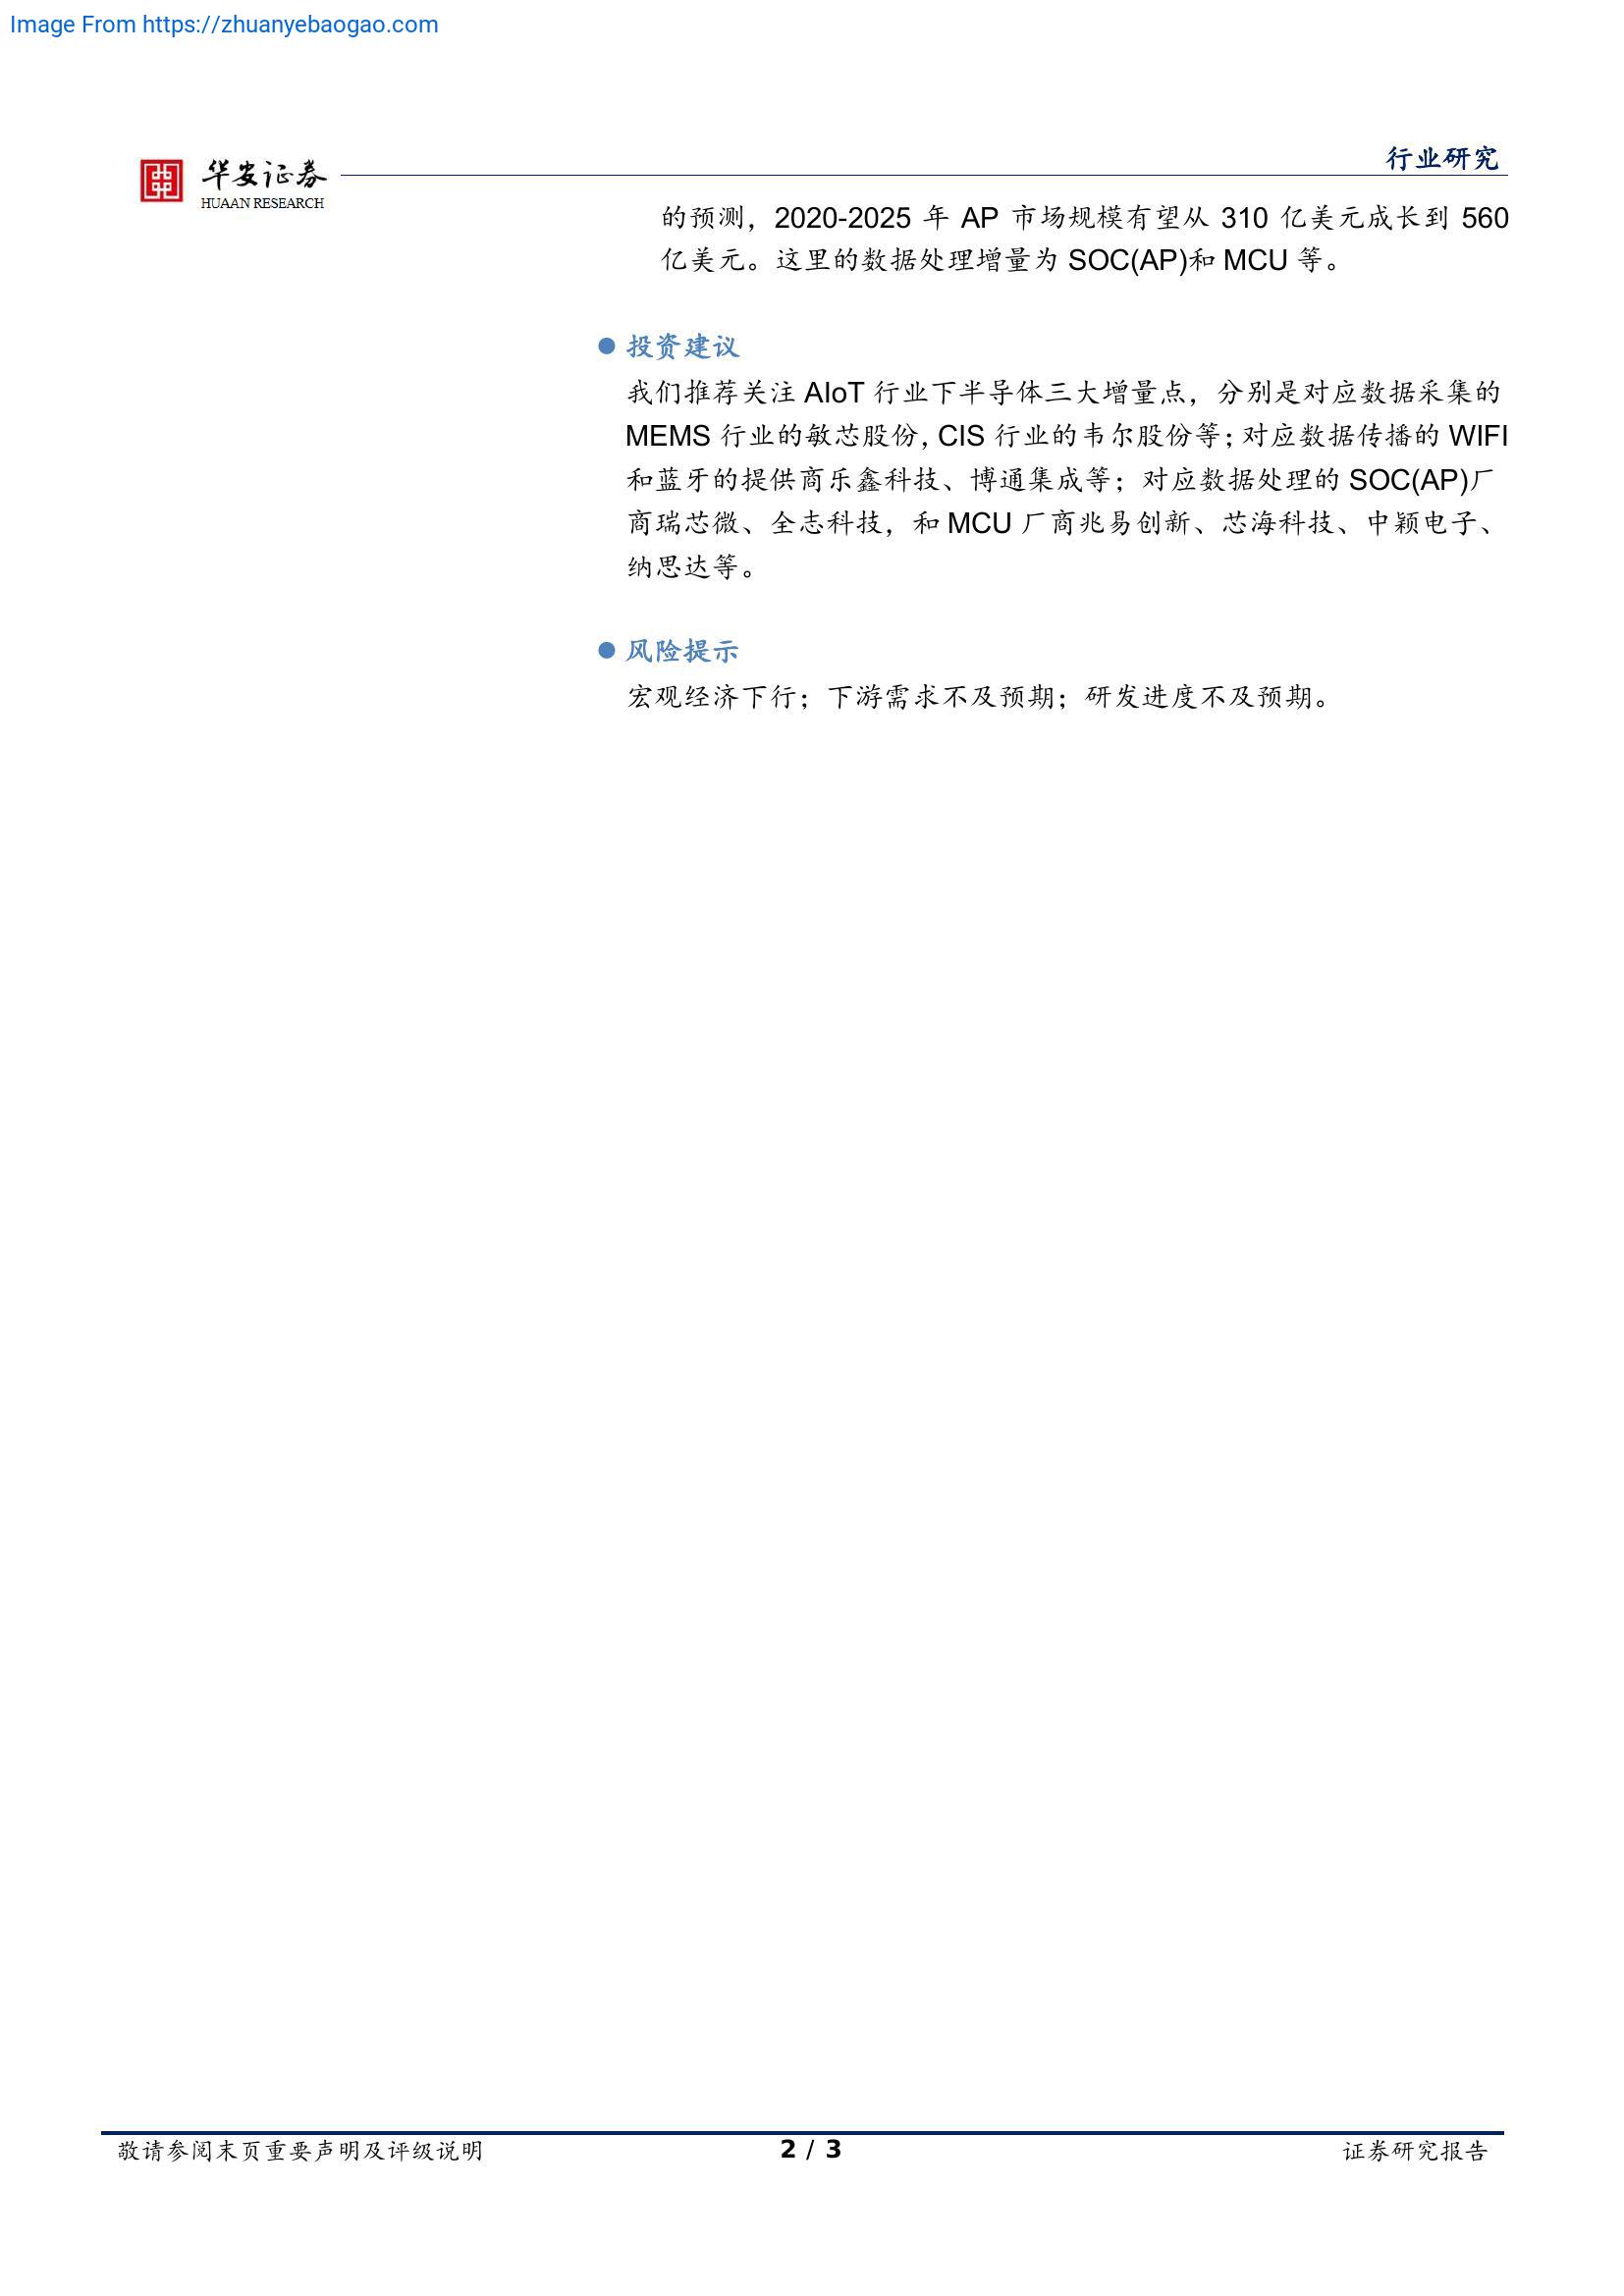 Image From https://zhuanyebaogao.com
华安证券
HUAAN RESEARCH
行业研究
的预测，2020-2025 年 AP 市场规模有望从 310 亿美元成长到 560
亿美元。这里的数据处理增量为 SOC(AP)和 MCU 等。
● 投资建议
我们推荐关注 AIoT 行业下半导体三大增量点，分别是对应数据采集的
MEMS 行业的敏芯股份，CIS 行业的韦尔股份等；对应数据传播的 WIFI
和蓝牙的提供商乐鑫科技、博通集成等；对应数据处理的 SOC(AP)厂
商瑞芯微、全志科技，和 MCU 厂商兆易创新、芯海科技、中颖电子、
纳思达等。
● 风险提示
宏观经济下行；下游需求不及预期；研发进度不及预期。
敬请参阅末页重要声明及评级说明
2 / 3
证券研究报告